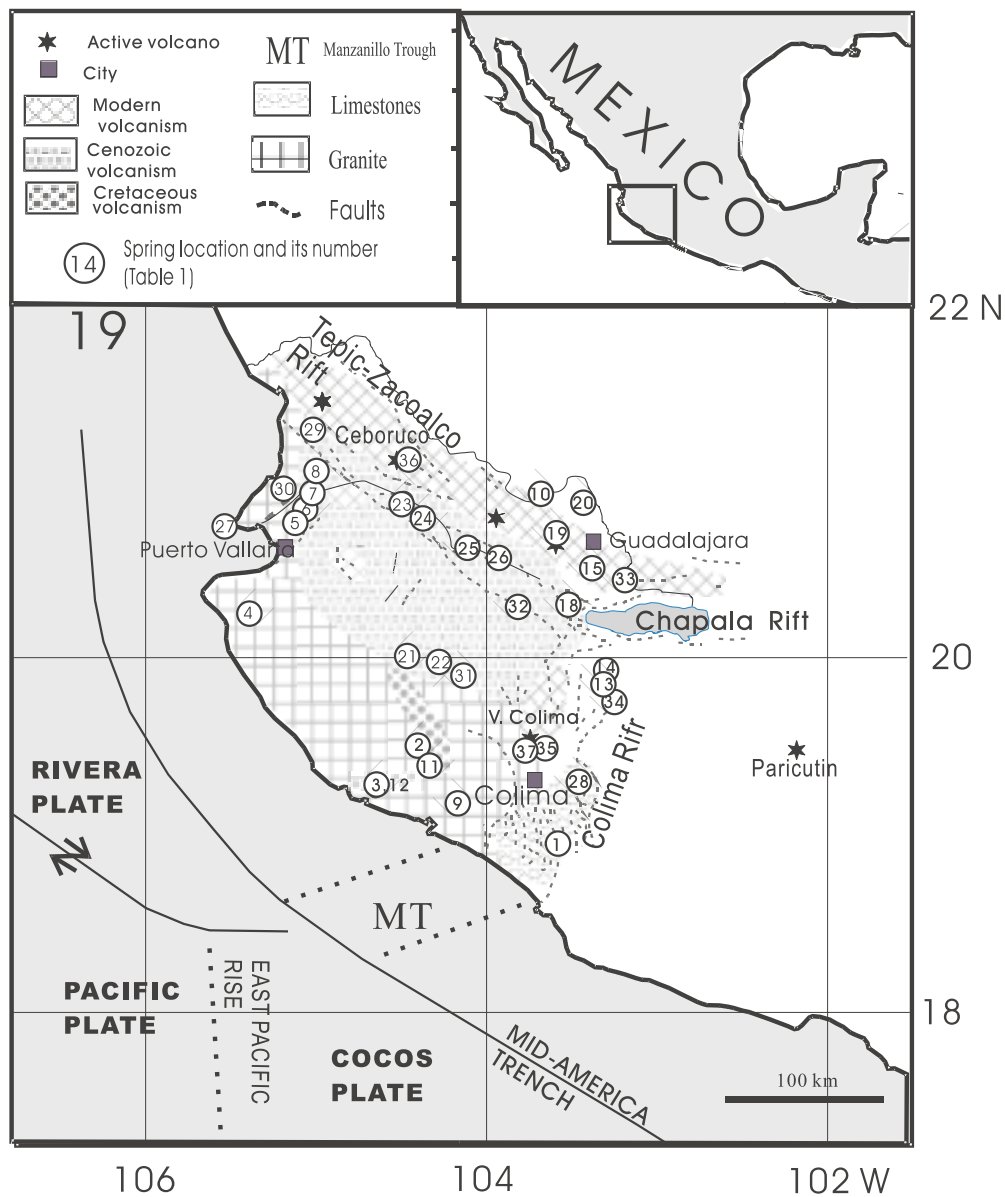 Active volcano
City
Modern
volcanism
Cenozoic
volcanism
Cretaceous
volcanism
MT Manzanillo Trough
Limestones
Granite
Faults
14 Spring location and its number
(Table 1)
MEXICO
22 N
19
Tepic-Zacoalco
Rift
29
Ceboruco
36
8
30
7
6
5
27
23
24
10
20
19
Guadalajara
Puerto Vallarta
25
26
15
33
4
32
18
Chapala Rift
20
21
22
31
14
13
34
V. Colima
2
37
35
11
Paricutin
3,12
28
9
Colima
Colima Rifr
1
RIVERA
PLATE
MT
EAST PACIFIC
RISE
PACIFIC
PLATE
18
COCOS
PLATE
MID-AMERICA
TRENCH
100 km
106
104
102 W